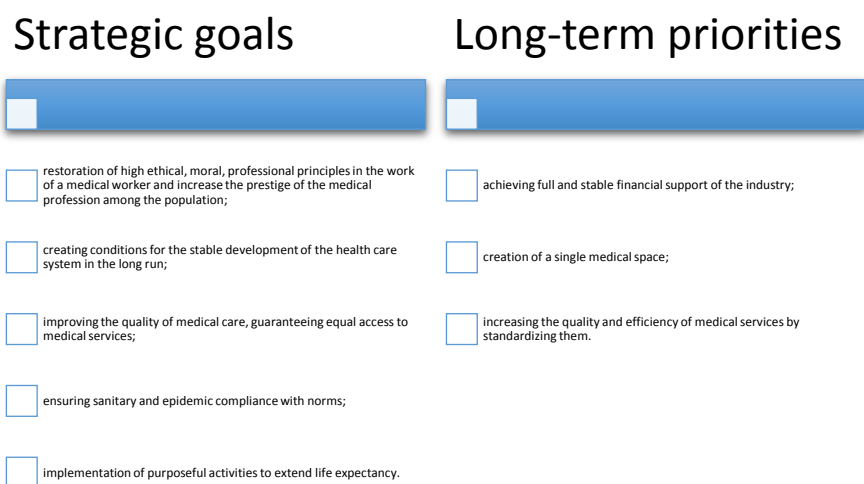 Strategic goals
restoration of high ethical, moral, professional principles in the work
of a medical worker and increase the prestige of the medical
profession among the population;
creating conditions for the stable development of the health care
system in the long run;
improving the quality of medical care, guaranteeing equal access to
medical services;
ensuring sanitary and epidemic compliance with norms;
implementation of purposeful activities to extend life expectancy.
Long-term priorities
achieving full and stable financial support of the industry;
creation of a single medical space;
increasing the quality and efficiency of medical services by
standardizing them.